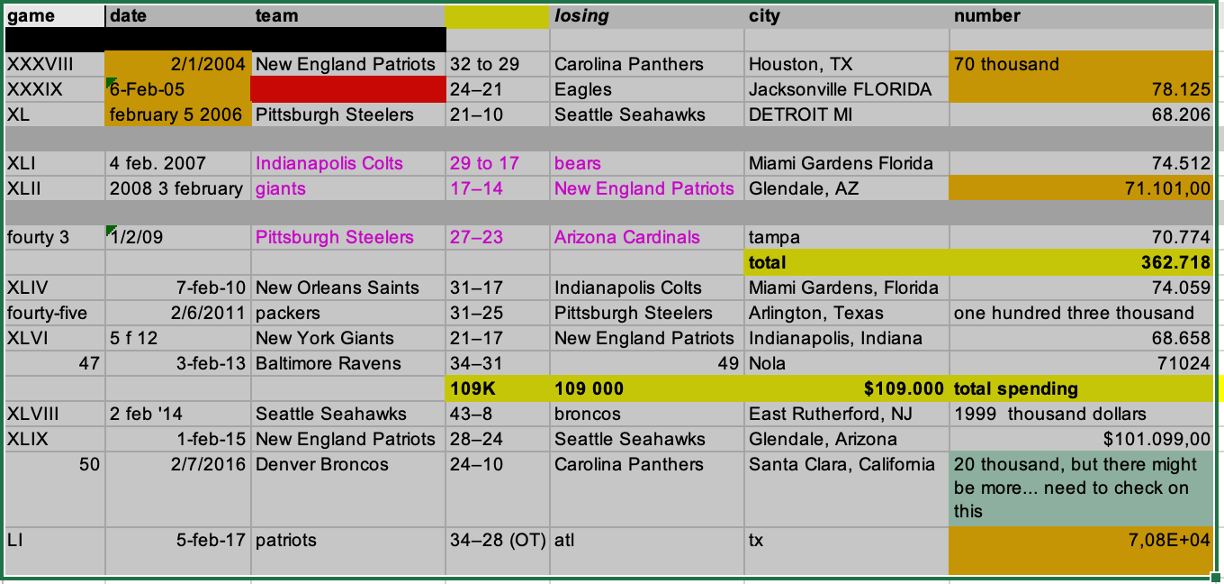 game date team losing city number
XXXVIII 2/1/2004 New England Patriots 32 to 29 Carolina Panthers Houston, TX 70 thousand
XXXIX 6-Feb-05 24–21 Eagles Jacksonville FLORIDA 78.125
XL february 5 2006 Pittsburgh Steelers 21–10 Seattle Seahawks DETROIT MI 68.206
XLI 4 feb. 2007 Indianapolis Colts 29 to 17 bears Miami Gardens Florida 74.512
XLII 2008 3 february giants 17–14 New England Patriots Glendale, AZ 71.101,00
fourty 3 1/2/09 Pittsburgh Steelers 27–23 Arizona Cardinals tampa 70.774
total 362.718
XLIV 7-feb-10 New Orleans Saints 31–17 Indianapolis Colts Miami Gardens, Florida 74.059
fourty-five 2/6/2011 packers 31–25 Pittsburgh Steelers Arlington, Texas one hundred three thousand
XLVI 5 f 12 New York Giants 21–17 New England Patriots Indianapolis, Indiana 68.658
47 3-feb-13 Baltimore Ravens 34–31 49 Nola 71024
109K 109 000 $109.000 total spending
XLVIII 2 feb '14 Seattle Seahawks 43–8 broncos East Rutherford, NJ 1999 thousand dollars
XLIX 1-feb-15 New England Patriots 28–24 Seattle Seahawks Glendale, Arizona $101.099,00
50 2/7/2016 Denver Broncos 24–10 Carolina Panthers Santa Clara, California 20 thousand, but there might
be more... need to check on
this
LI 5-feb-17 patriots 34–28 (OT) atl tx 7,08E+04